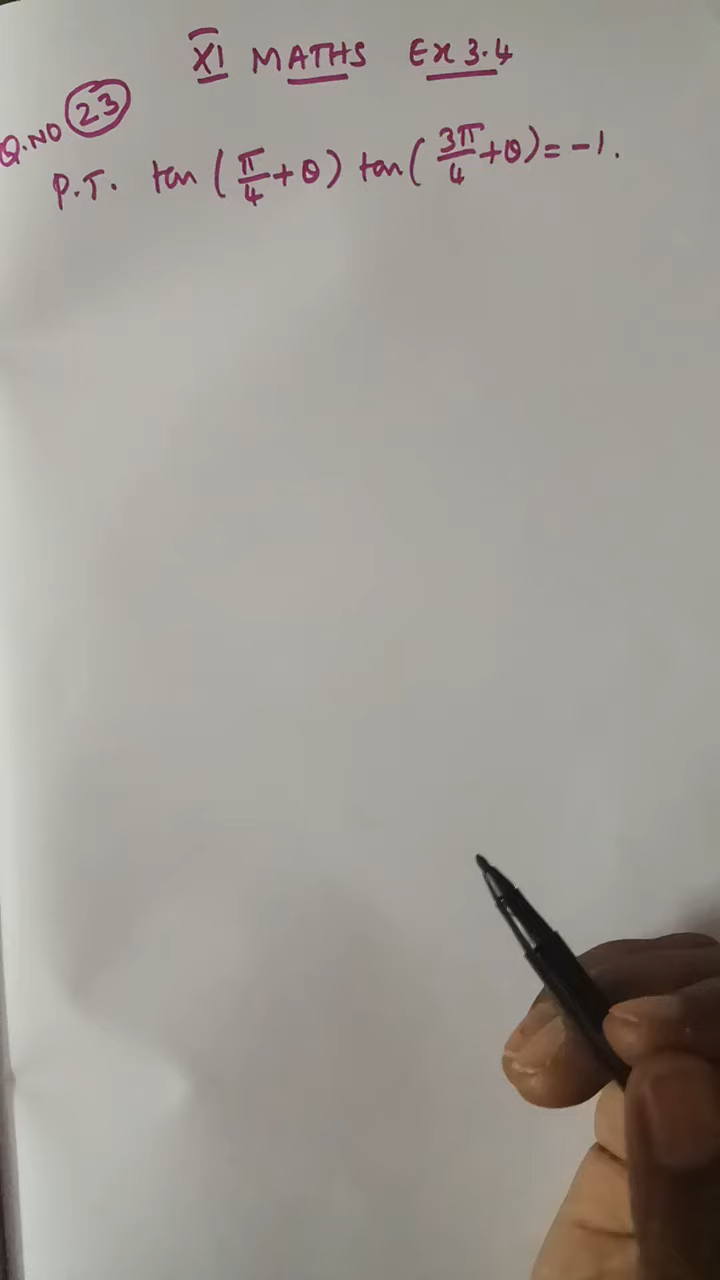 XI MATHS Ex 3.4
Q.NO 23
P.T. tan (π/4 + θ) tan (3π/4 + θ) = -1.